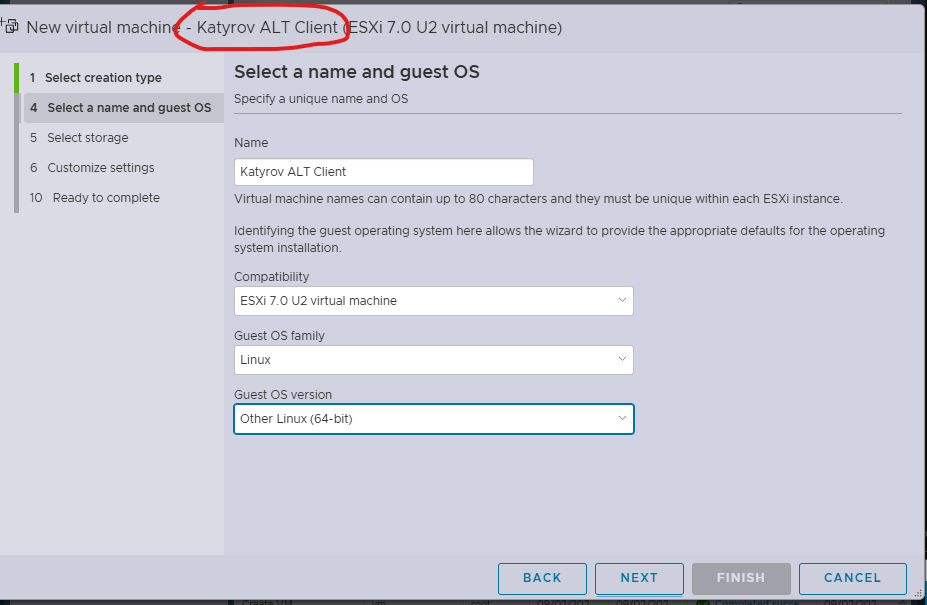 New virtual machine - Katyrov ALT Client (ESXi 7.0 U2 virtual machine)
1 Select creation type
4 Select a name and guest OS
5 Select storage
6 Customize settings
10 Ready to complete
Select a name and guest OS
Specify a unique name and OS
Name
Katyrov ALT Client
Virtual machine names can contain up to 80 characters and they must be unique within each ESXi instance.
Identifying the guest operating system here allows the wizard to provide the appropriate defaults for the operating
system installation.
Compatibility
ESXi 7.0 U2 virtual machine
Guest OS family
Linux
Guest OS version
Other Linux (64-bit)
BACK NEXT FINISH CANCEL